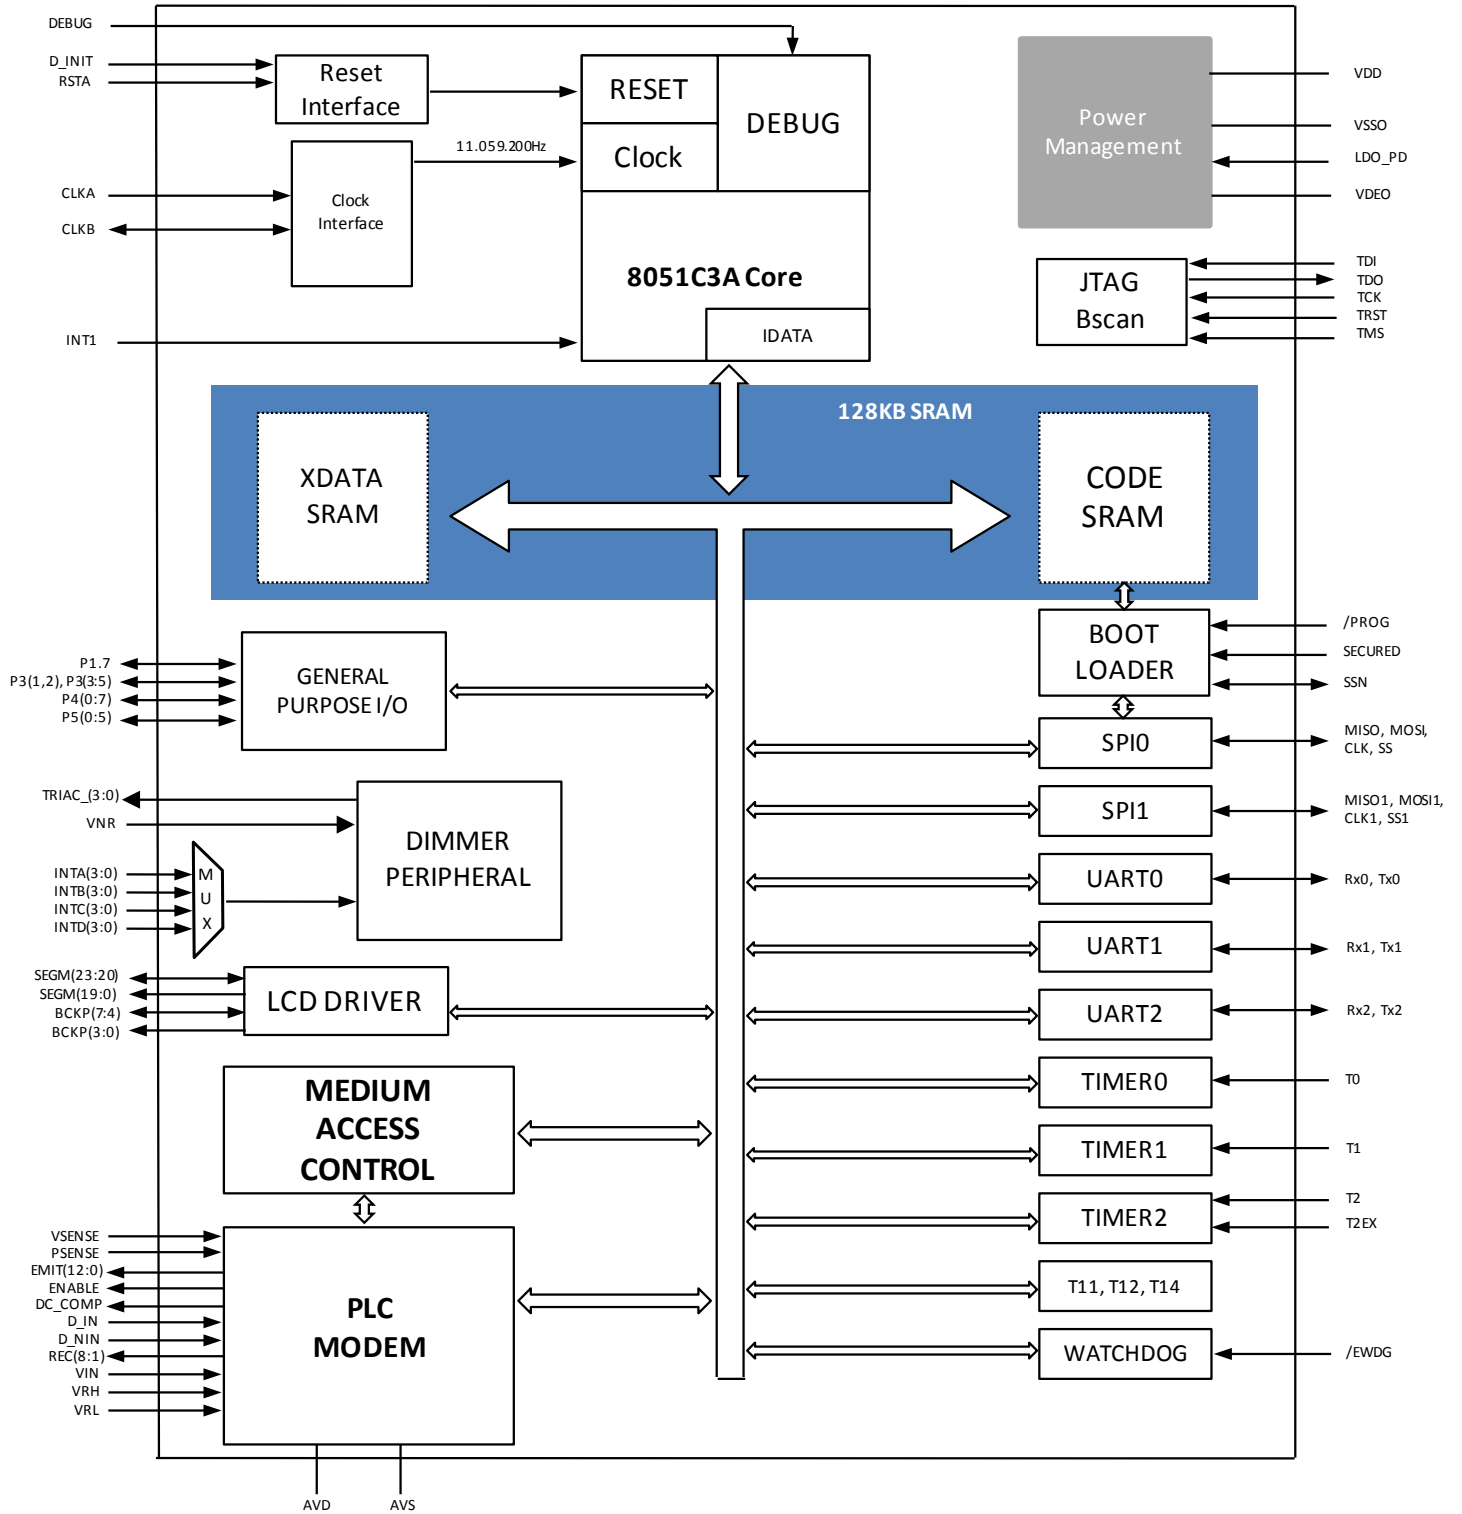 DEBUG
D_INIT
RSTA
Reset
Interface
RESET
DEBUG
Clock
11.059.200Hz
CLKA
CLKB
Clock
Interface
8051C3A Core
IDATA
INT1
Power
Management
VDD
VSSO
LDO_PD
VDEO
JTAG
Bscan
TDI
TDO
TCK
TRST
TMS
128KB SRAM
XDATA
SRAM
CODE
SRAM
BOOT
LOADER
/PROG
SECURED
SSN
P1.7
P3(1,2), P3(3:5)
P4(0:7)
P5(0:5)
GENERAL
PURPOSE I/O
SPI0
MISO, MOSI,
CLK, SS
SPI1
MISO1, MOSI1,
CLK1, SS1
TRIAC_(3:0)
VNR
DIMMER
PERIPHERAL
INTA(3:0)
INTB(3:0)
INTC(3:0)
INTD(3:0)
M
U
X
UART0
Rx0, Tx0
UART1
Rx1, Tx1
SEGM(23:20)
SEGM(19:0)
BCKP(7:4)
BCKP(3:0)
LCD DRIVER
UART2
Rx2, Tx2
MEDIUM
ACCESS
CONTROL
TIMER0
T0
TIMER1
T1
TIMER2
T2
T2EX
VSENSE
PSENSE
EMIT(12:0)
ENABLE
DC_COMP
D_IN
D_NIN
REC(8:1)
VIN
VRH
VRL
PLC
MODEM
T11, T12, T14
WATCHDOG
/EWDG
AVD
AVS